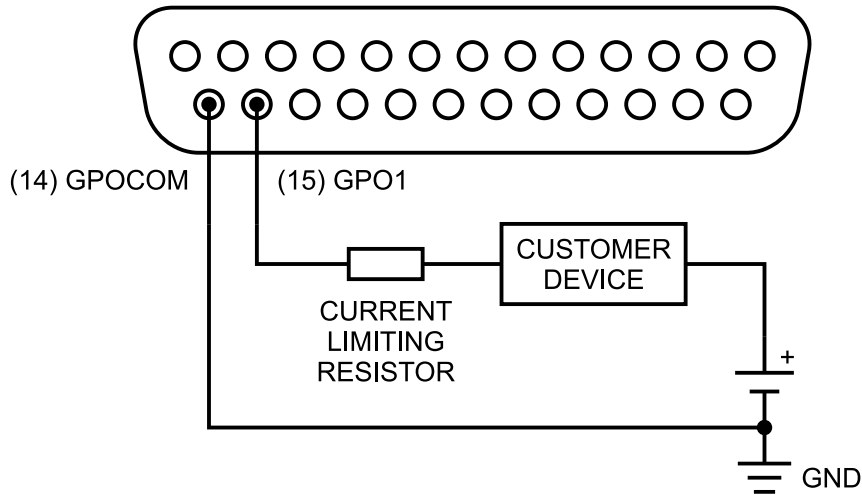 (14) GPOCOM
(15) GPO1
CUSTOMER
DEVICE
CURRENT
LIMITING
RESISTOR
+
GND